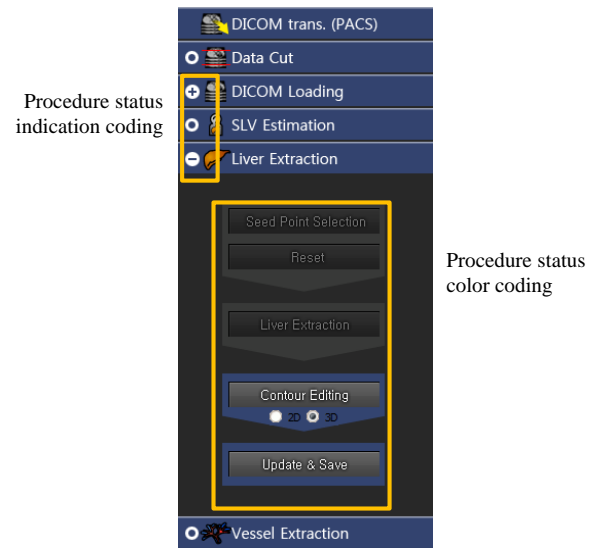 DICOM trans. (PACS)
Data Cut
DICOM Loading
Procedure status
indication coding
SLV Estimation
Liver Extraction
Seed Point Selection
Reset
Procedure status
color coding
Liver Extraction
Contour Editing
2D 3D
Update & Save
Vessel Extraction